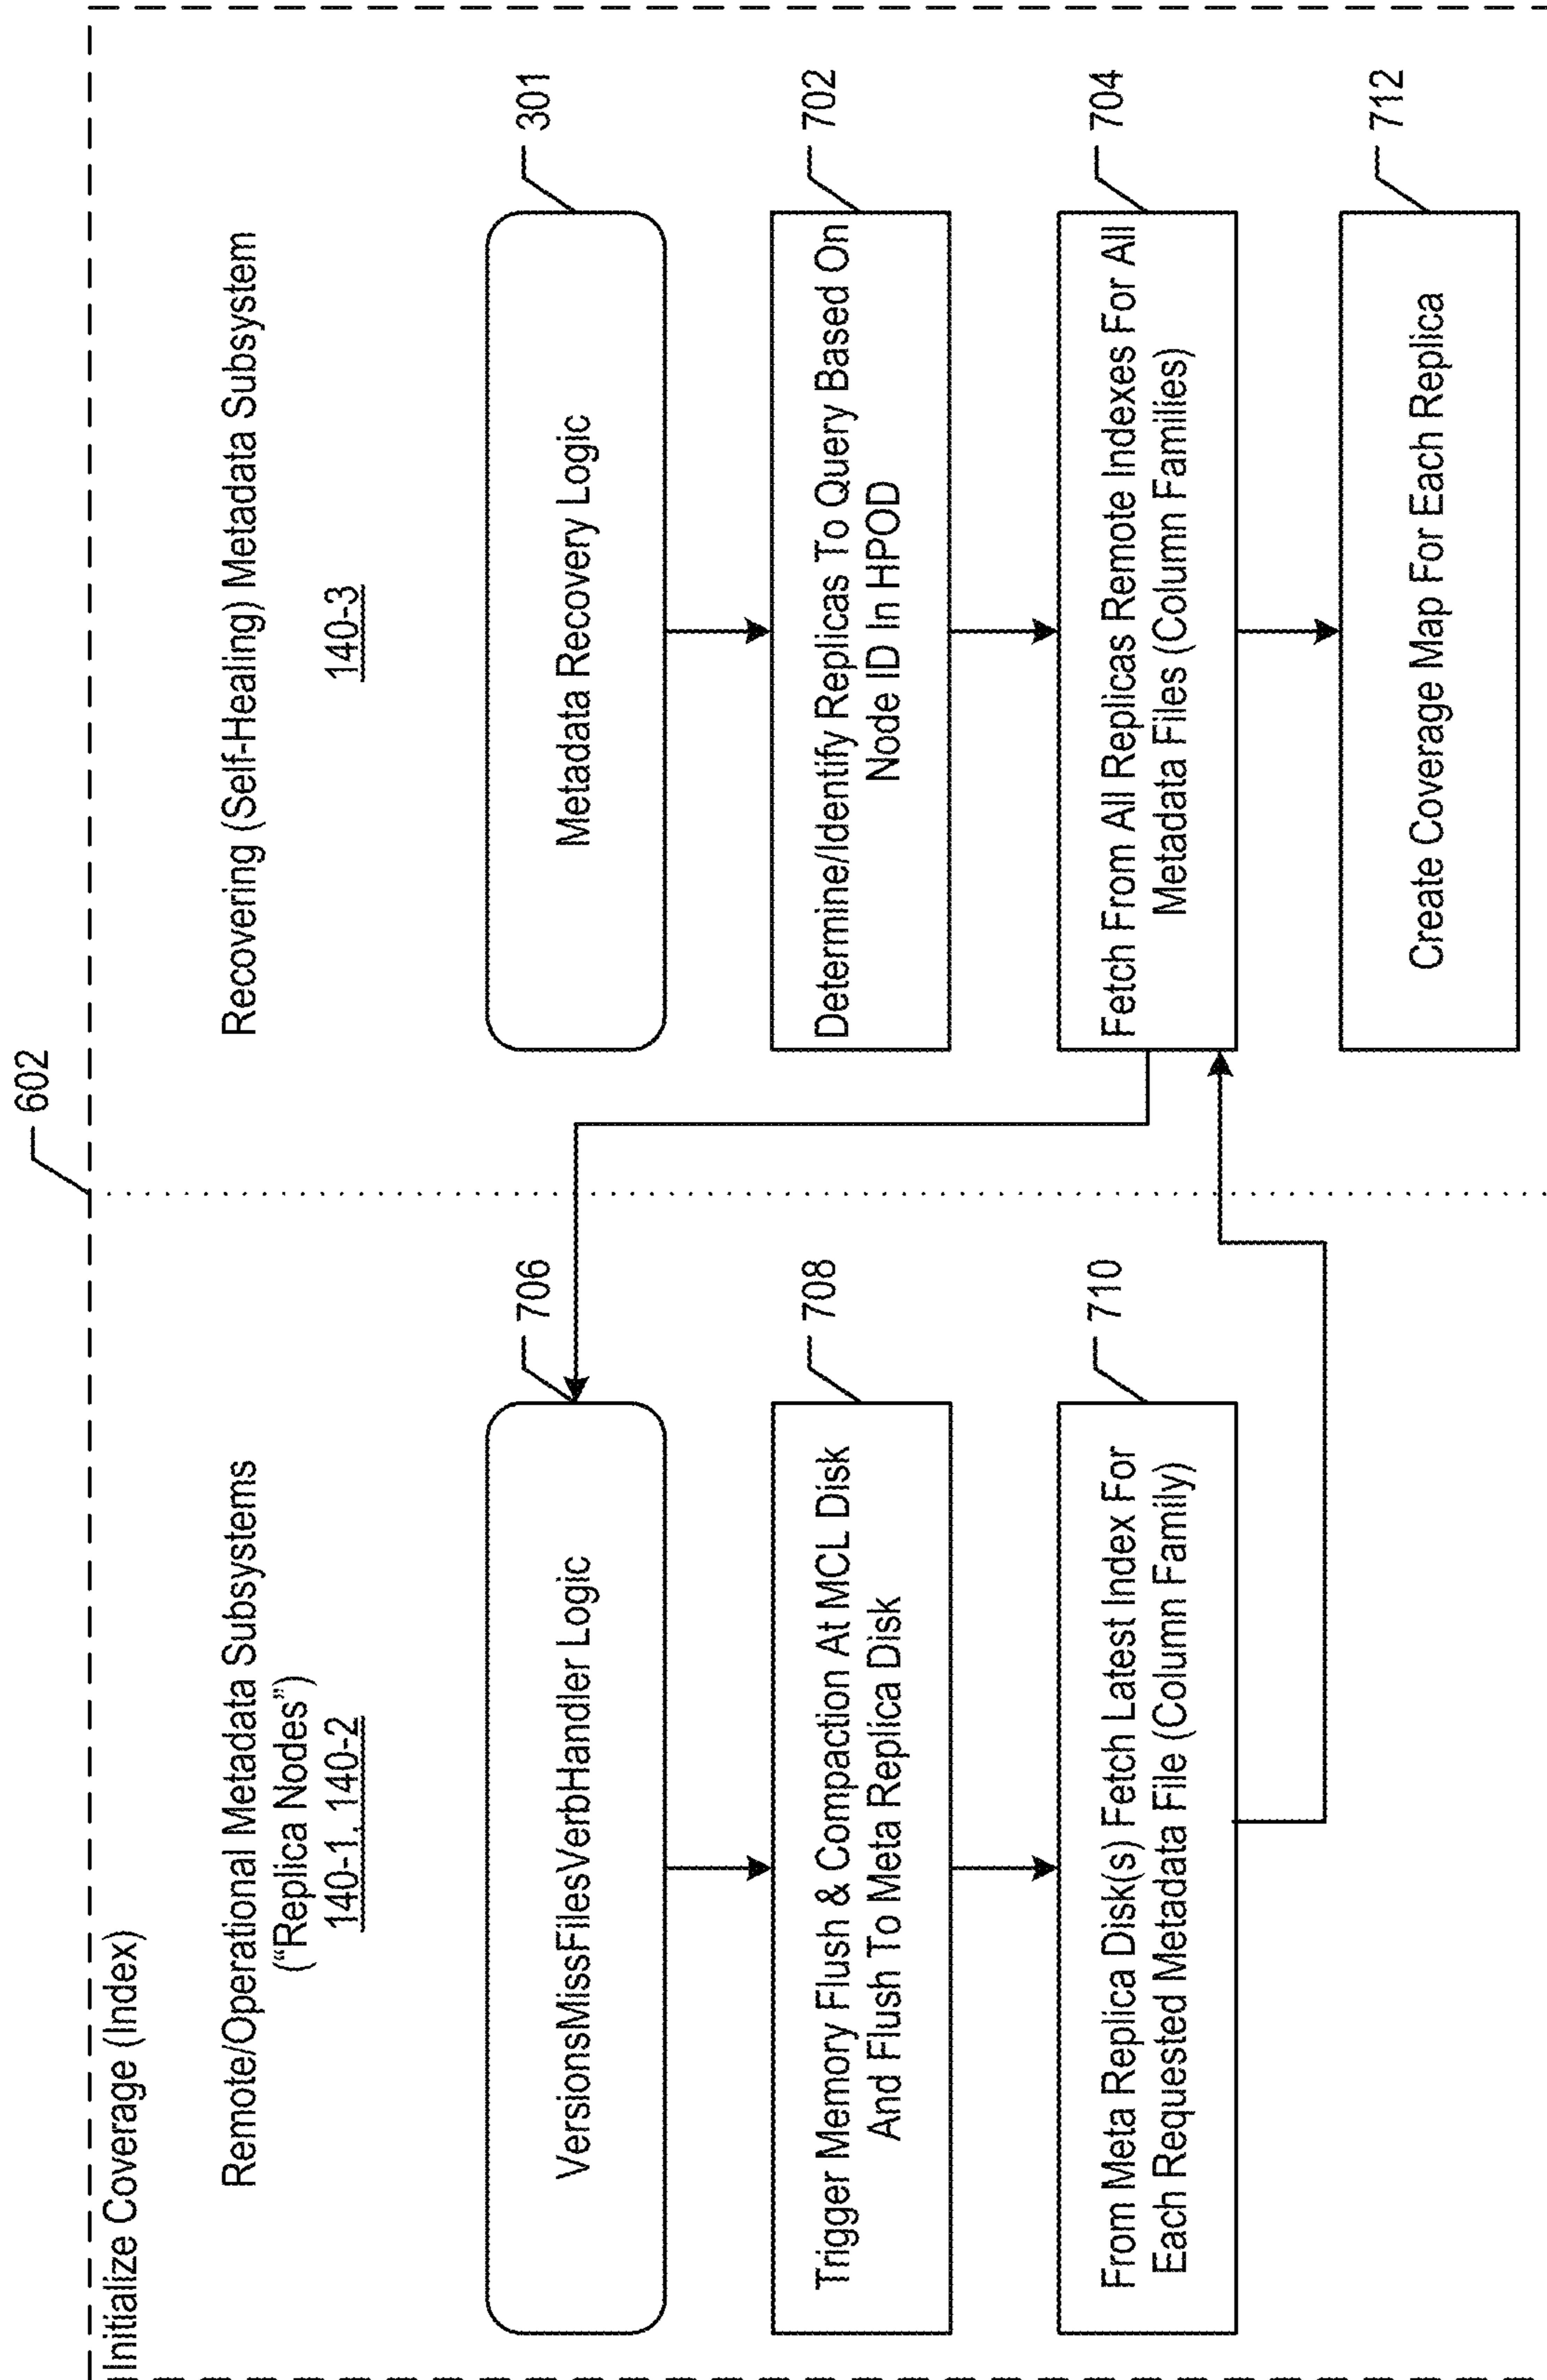 602
Initialize Coverage (Index)
Remote/Operational Metadata Subsystems
(“Replica Nodes”)
140-1, 140-2
706
VersionsMissFilesVerbHandler Logic
708
Trigger Memory Flush & Compaction At MCL Disk
And Flush To Meta Replica Disk
710
From Meta Replica Disk(s) Fetch Latest Index For
Each Requested Metadata File (Column Family)
Recovering (Self-Healing) Metadata Subsystem
140-3
301
Metadata Recovery Logic
702
Determine/Identify Replicas To Query Based On
Node ID In HPOD
704
Fetch From All Replicas Remote Indexes For All
Metadata Files (Column Families)
712
Create Coverage Map For Each Replica